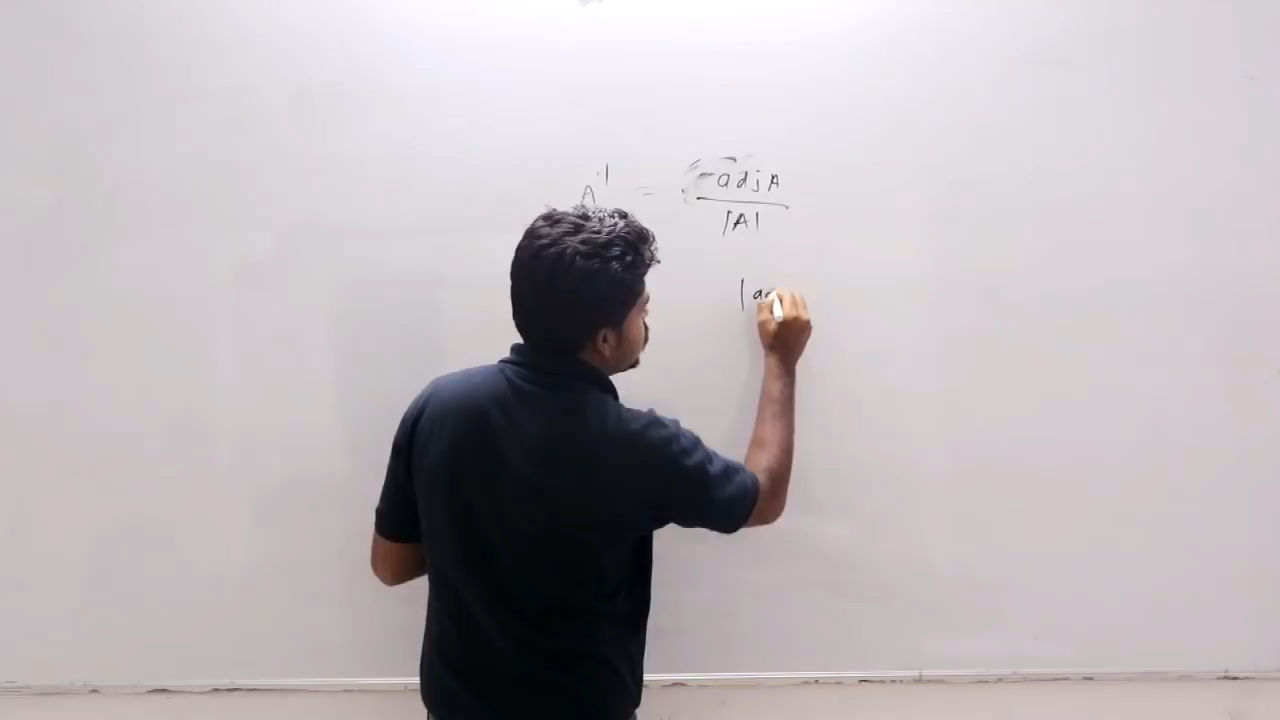 A⁻¹ = adj A
|A|
|a